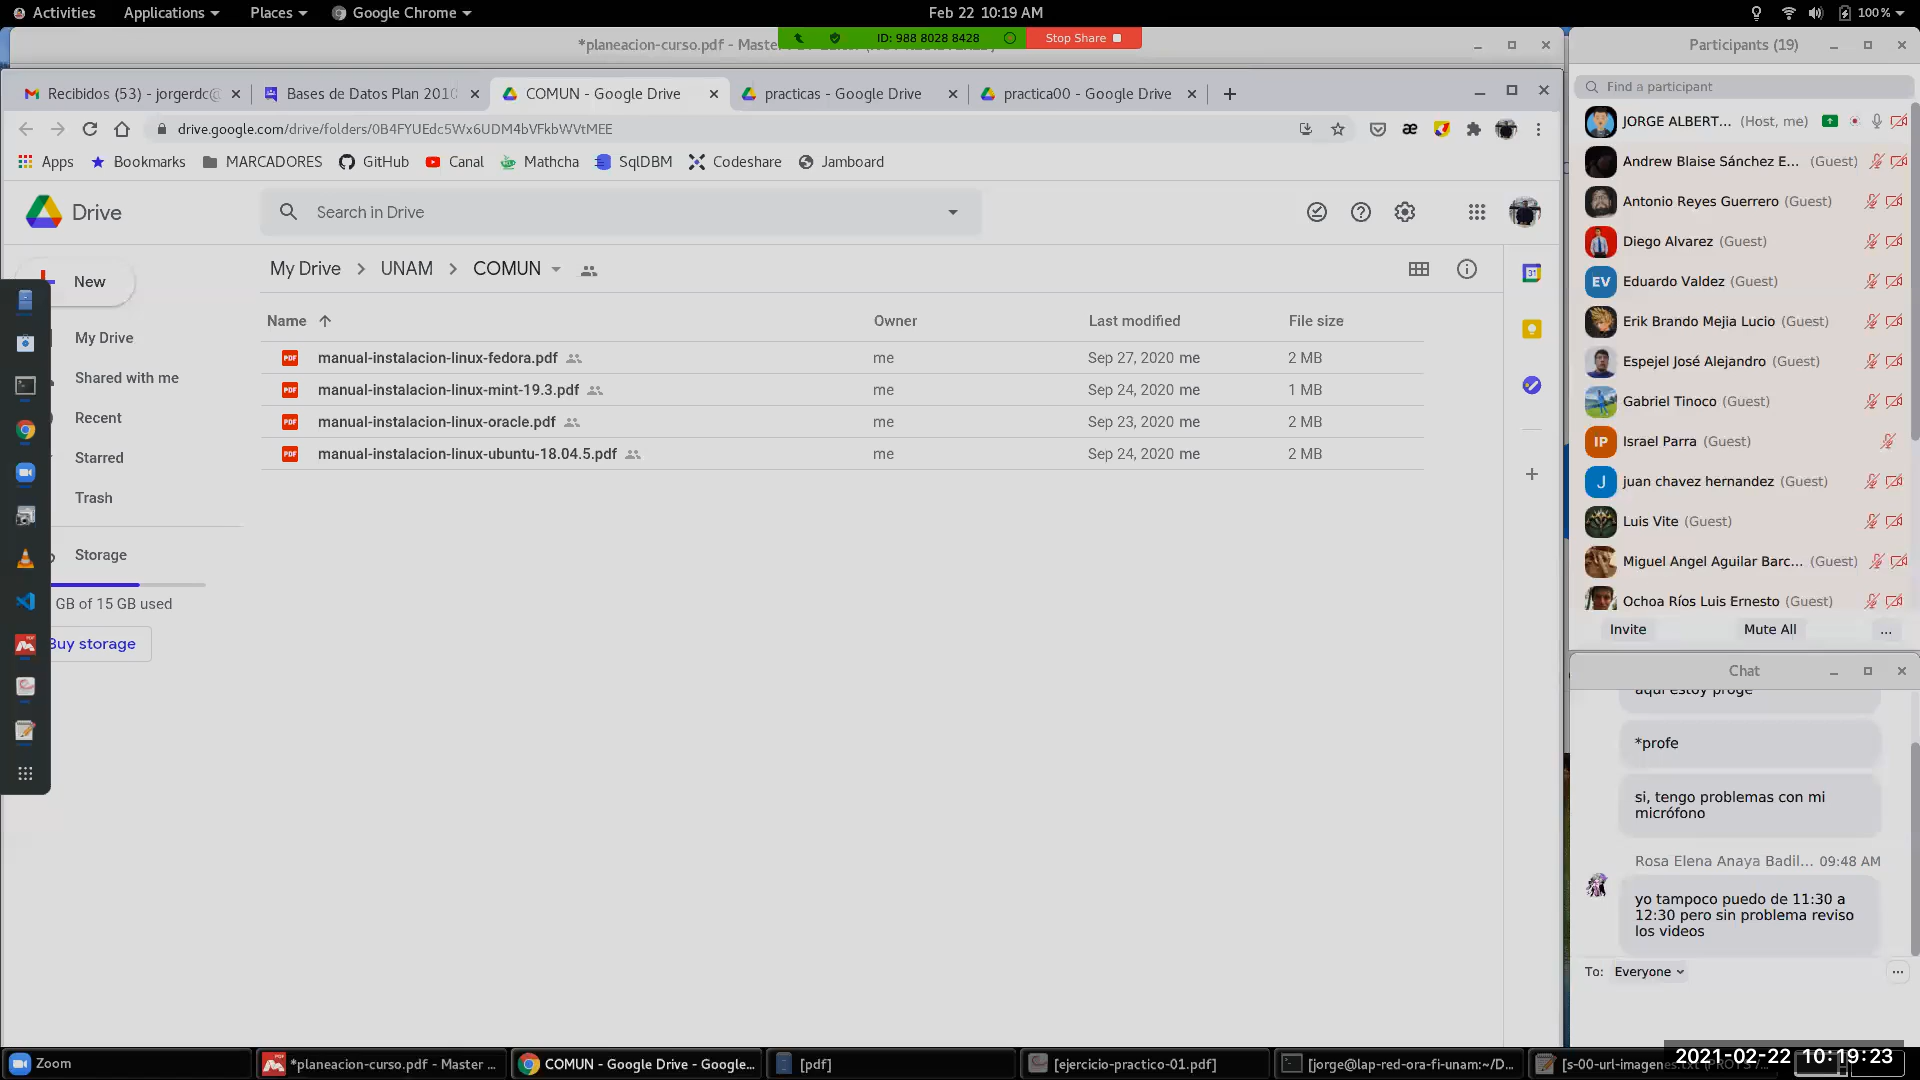 Activities
Applications
Places
Google Chrome
Feb 22 10:19 AM
100 %
*planeacion-curso.pdf - Maste
ID: 988 8028 8428
Stop Share
Recibidos (53) - jorgerdc@
Bases de Datos Plan 2010
COMUN - Google Drive
practicas - Google Drive
practica00 - Google Drive
drive.google.com/drive/folders/0B4FYUEdc5Wx6UDM4bVFkbWVtMEE
Apps
Bookmarks
MARCADORES
GitHub
Canal
Mathcha
SqlDBM
Codeshare
Jamboard
Drive
Search in Drive
New
My Drive
Shared with me
Recent
Starred
Trash
Storage
GB of 15 GB used
Buy storage
My Drive > UNAM > COMUN
Name
Owner
Last modified
File size
PDF manual-instalacion-linux-fedora.pdf me Sep 27, 2020 me 2 MB
PDF manual-instalacion-linux-mint-19.3.pdf me Sep 24, 2020 me 1 MB
PDF manual-instalacion-linux-oracle.pdf me Sep 23, 2020 me 2 MB
PDF manual-instalacion-linux-ubuntu-18.04.5.pdf me Sep 24, 2020 me 2 MB
31
Participants (19)
Find a participant
JORGE ALBERT... (Host, me)
Andrew Blaise Sánchez E... (Guest)
Antonio Reyes Guerrero (Guest)
Diego Alvarez (Guest)
EV Eduardo Valdez (Guest)
Erik Brando Mejia Lucio (Guest)
Espejel José Alejandro (Guest)
Gabriel Tinoco (Guest)
IP Israel Parra (Guest)
J juan chavez hernandez (Guest)
Luis Vite (Guest)
Miguel Angel Aguilar Barc... (Guest)
Ochoa Ríos Luis Ernesto (Guest)
Invite
Mute All
...
Chat
aqui estoy proge
*profe
si, tengo problemas con mi
micrófono
Rosa Elena Anaya Badil... 09:48 AM
yo tampoco puedo de 11:30 a
12:30 pero sin problema reviso
los videos
To: Everyone
Zoom
*planeacion-curso.pdf - Master ...
COMUN - Google Drive - Google...
[pdf]
[ejercicio-practico-01.pdf]
[jorge@lap-red-ora-fi-unam:~/D...
[s-00-url-imagenes.txt
2021-02-22 10:19:23